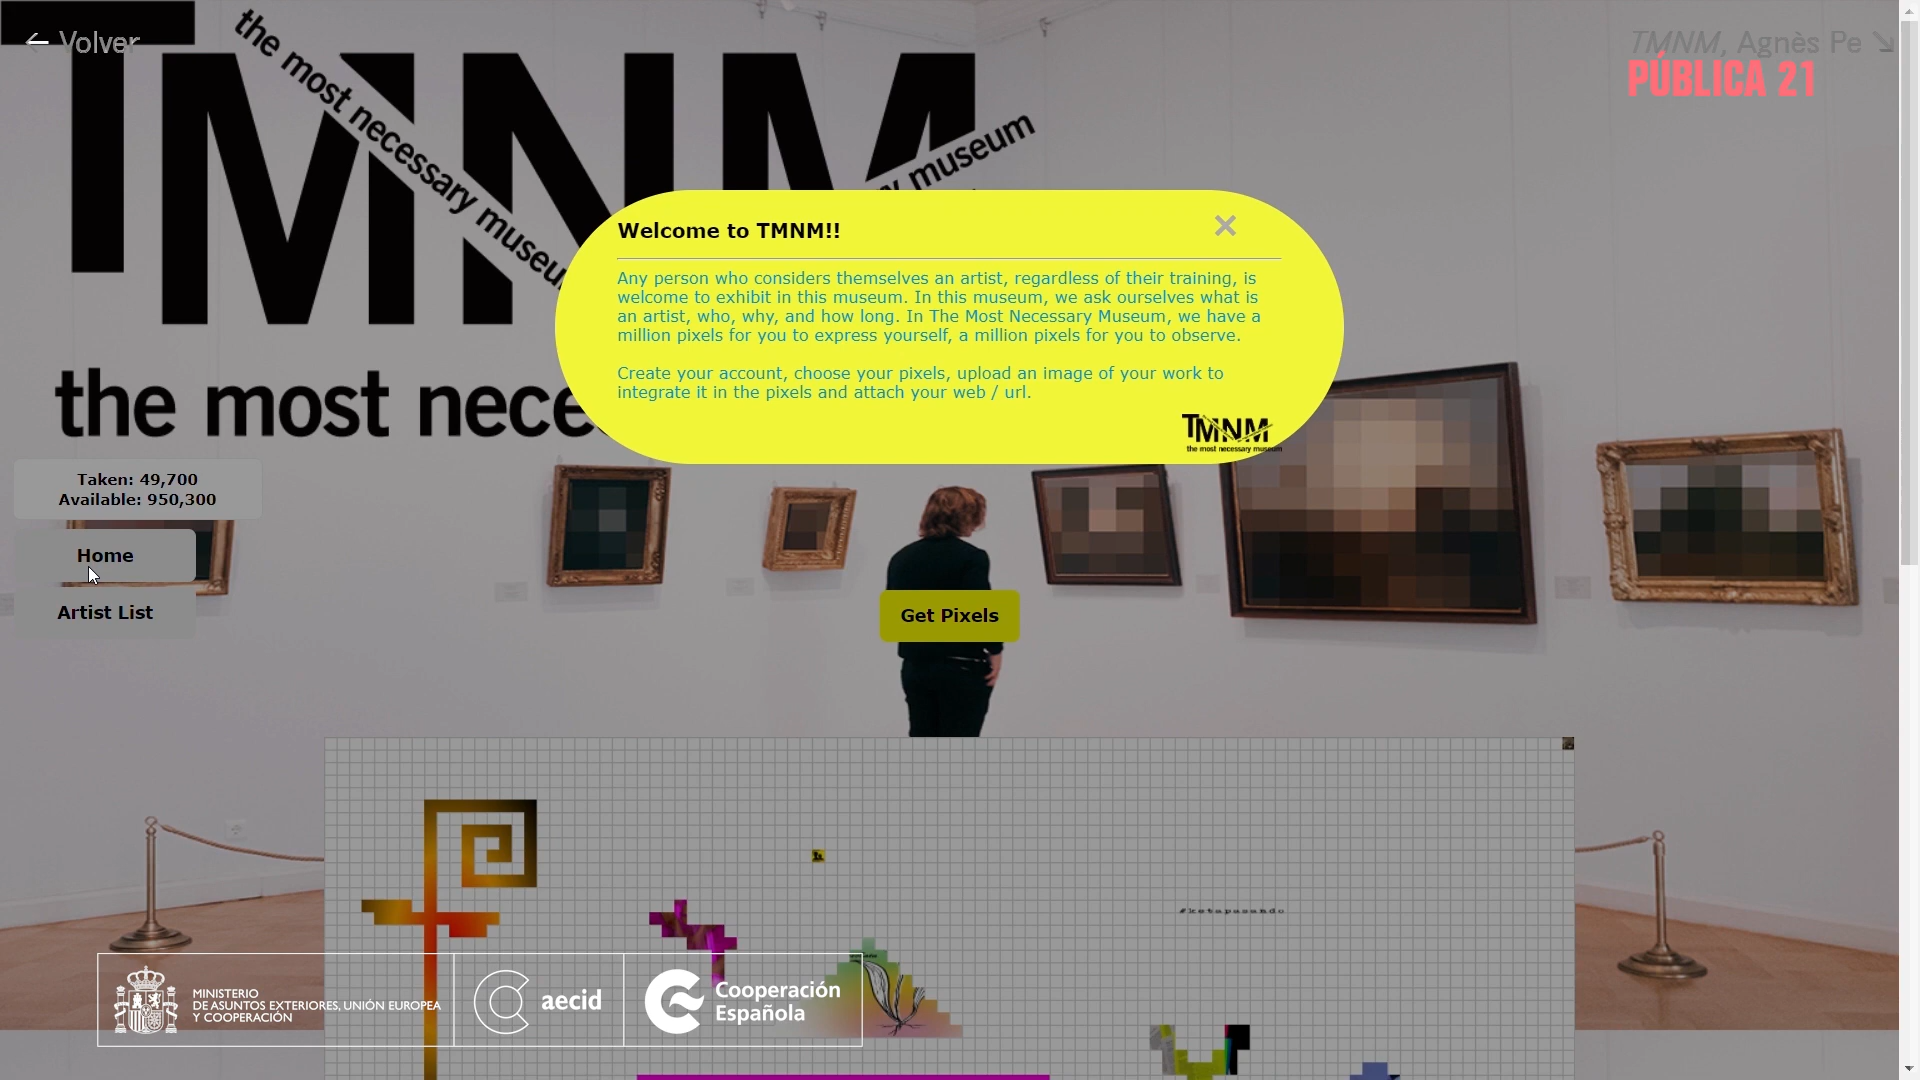 ← Volver
TMNM, Agnès Pe ↘
PÚBLICA 21
TMNM
the most necessary museum
museum
the most nece
Welcome to TMNM!!
Any person who considers themselves an artist, regardless of their training, is
welcome to exhibit in this museum. In this museum, we ask ourselves what is
an artist, who, why, and how long. In The Most Necessary Museum, we have a
million pixels for you to express yourself, a million pixels for you to observe.
Create your account, choose your pixels, upload an image of your work to
integrate it in the pixels and attach your web / url.
TMNM
the most necessary museum
Taken: 49,700
Available: 950,300
Home
Artist List
Get Pixels
#ketapasando
MINISTERIO
DE ASUNTOS EXTERIORES, UNIÓN EUROPEA
Y COOPERACIÓN
aecid
Cooperación
Española